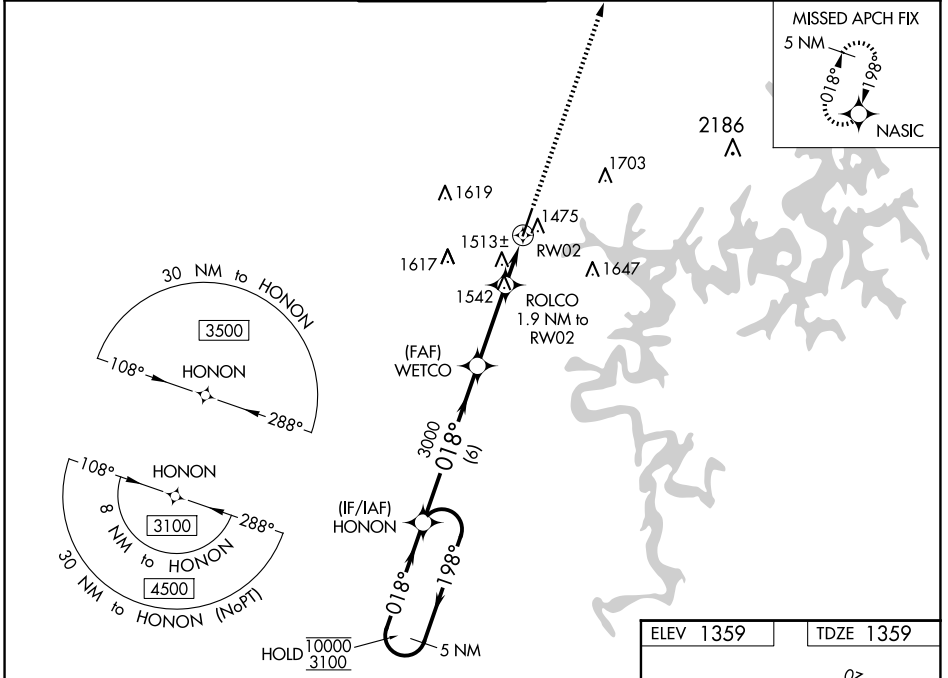 MISSED APCH FIX
5 NM
018°
198°
NASIC
2186
1703
1619
1475
1513±
RW02
1617
1647
1542
ROLCO
1.9 NM to
RW02
(FAF)
WETCO
3000
018°
(6)
(IF/IAF)
HONON
018°
198°
HOLD 10000
3100
5 NM
30 NM to HONON
3500
108°
HONON
288°
108°
HONON
288°
3100
8 NM to HONON
4500
30 NM to HONON (NoPT)
ELEV 1359
TDZE 1359